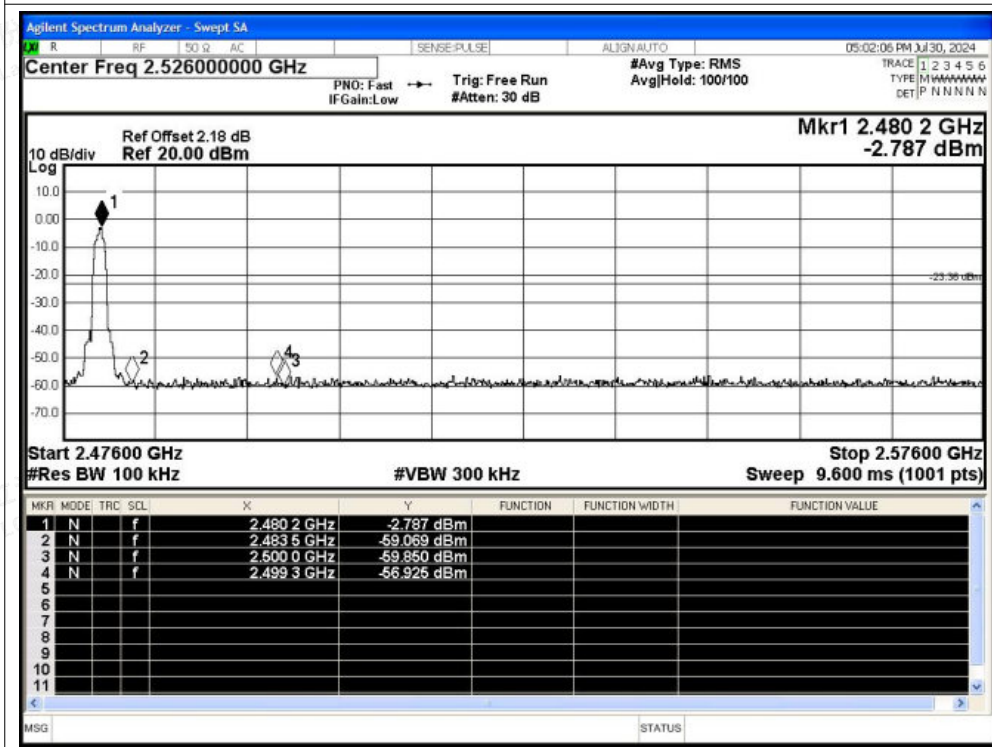 Agilent Spectrum Analyzer - Swept SA
LXI R RF 50 Ω AC SENSE:PULSE ALIGNAUTO 05:02:06 PM Jul 30, 2024
Center Freq 2.526000000 GHz
PNO: Fast
IFGain:Low
Trig: Free Run
#Atten: 30 dB
#Avg Type: RMS
Avg|Hold: 100/100
TRACE 1 2 3 4 5 6
TYPE M
DET P N N N N N
Ref Offset 2.18 dB
10 dB/div Ref 20.00 dBm
Log
Mkr1 2.480 2 GHz
-2.787 dBm
10.0
1
0.00
-10.0
-20.0
-23.36 dBm
-30.0
-40.0
-50.0
2
4
3
-60.0
-70.0
Start 2.47600 GHz Stop 2.57600 GHz
#Res BW 100 kHz #VBW 300 kHz Sweep 9.600 ms (1001 pts)
MKR MODE TRC SCL X Y FUNCTION FUNCTION WIDTH FUNCTION VALUE
1 N f 2.480 2 GHz -2.787 dBm
2 N f 2.483 5 GHz -59.069 dBm
3 N f 2.500 0 GHz -59.850 dBm
4 N f 2.499 3 GHz -56.925 dBm
5
6
7
8
9
10
11
MSG STATUS